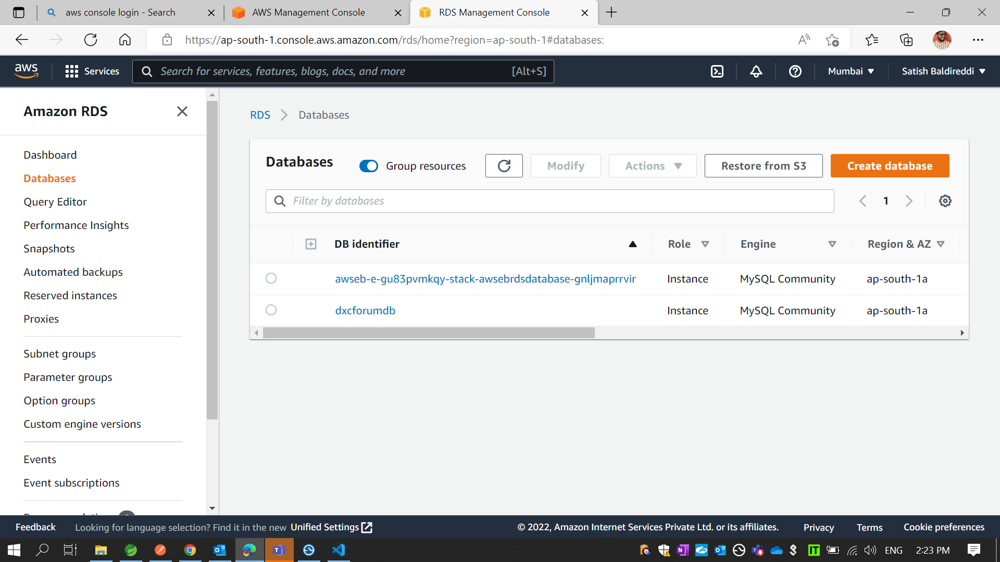 aws console login - Search
AWS Management Console
RDS Management Console
https://ap-south-1.console.aws.amazon.com/rds/home?region=ap-south-1#databases:
aws
Services
Search for services, features, blogs, docs, and more
[Alt+S]
Mumbai
Satish Baldireddi
Amazon RDS
Dashboard
Databases
Query Editor
Performance Insights
Snapshots
Automated backups
Reserved instances
Proxies
Subnet groups
Parameter groups
Option groups
Custom engine versions
Events
Event subscriptions
RDS
Databases
Databases
Group resources
Modify
Actions
Restore from S3
Create database
Filter by databases
1
DB identifier
Role
Engine
Region & AZ
awseb-e-gu83pvmkqy-stack-awsebrdsdatabase-gnljmaprrvir
Instance
MySQL Community
ap-south-1a
dxcforumdb
Instance
MySQL Community
ap-south-1a
Feedback
Looking for language selection? Find it in the new Unified Settings
© 2022, Amazon Internet Services Private Ltd. or its affiliates.
Privacy
Terms
Cookie preferences
ENG
2:23 PM